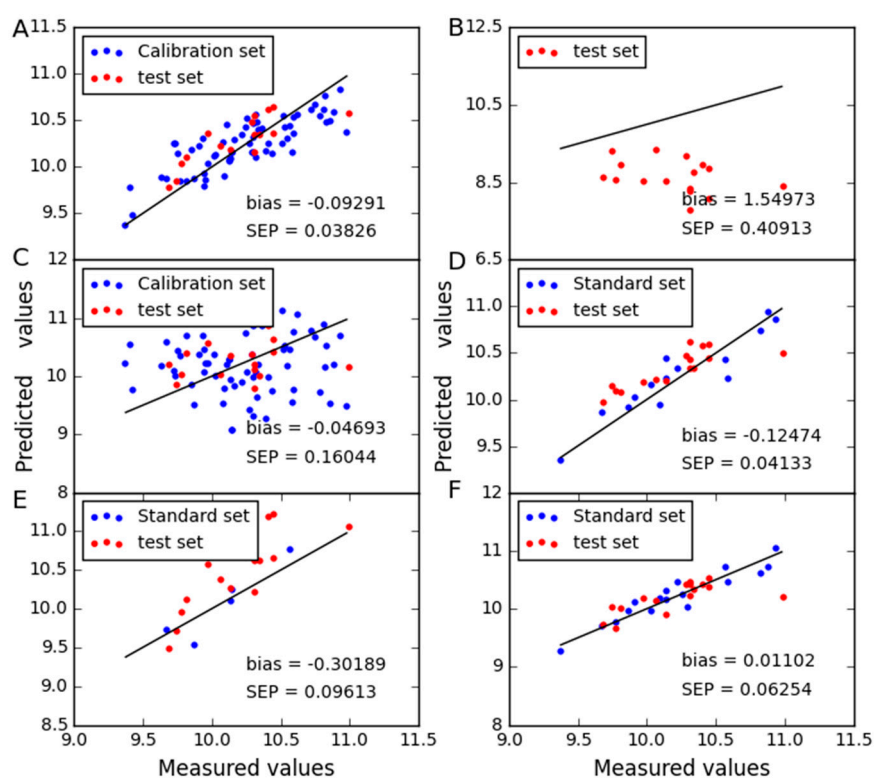 A
11.5
11.0
10.5
10.0
9.5
12
Calibration set
test set
bias = -0.09291
SEP = 0.03826
B
12.5
10.5
8.5
6.5
test set
bias = 1.54973
SEP = 0.40913
C
11
10
9
8
Calibration set
test set
bias = -0.04693
SEP = 0.16044
Predicted values
D
11.0
10.5
10.0
9.5
12
Standard set
test set
bias = -0.12474
SEP = 0.04133
Predicted values
E
11.0
10.5
10.0
9.5
9.0
8.5
Standard set
test set
bias = -0.30189
SEP = 0.09613
9.0 9.5 10.0 10.5 11.0 11.5
Measured values
F
11
10
9
8
Standard set
test set
bias = 0.01102
SEP = 0.06254
9.5 10.0 10.5 11.0 11.5
Measured values